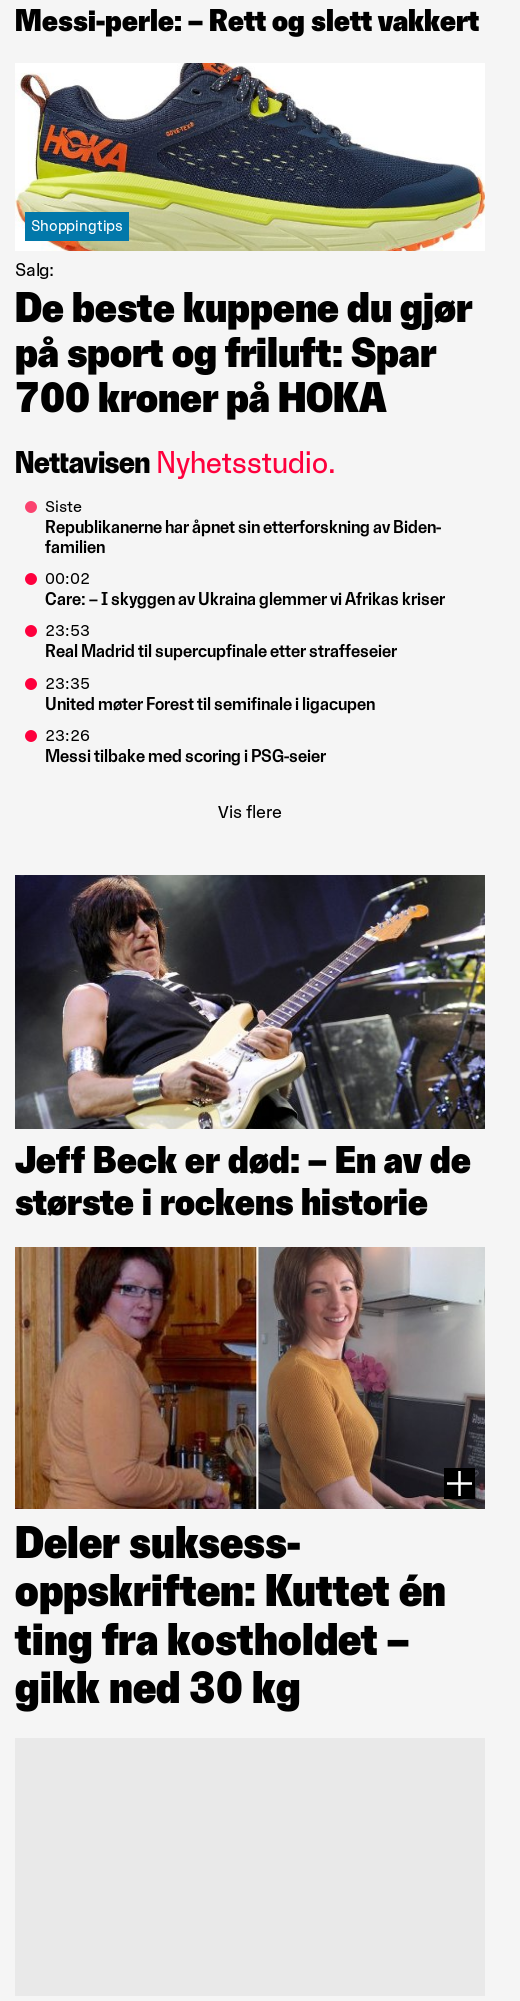 Messi-perle: – Rett og slett vakkert
HOKA
GORE-TEX
Shoppingtips
Salg:
De beste kuppene du gjør
på sport og friluft: Spar
700 kroner på HOKA
Nettavisen Nyhetsstudio.
Siste
Republikanerne har åpnet sin etterforskning av Biden-
familien
00:02
Care: – I skyggen av Ukraina glemmer vi Afrikas kriser
23:53
Real Madrid til supercupfinale etter straffeseier
23:35
United møter Forest til semifinale i ligacupen
23:26
Messi tilbake med scoring i PSG-seier
Vis flere
Jeff Beck er død: – En av de
største i rockens historie
Deler suksess-
oppskriften: Kuttet én
ting fra kostholdet –
gikk ned 30 kg